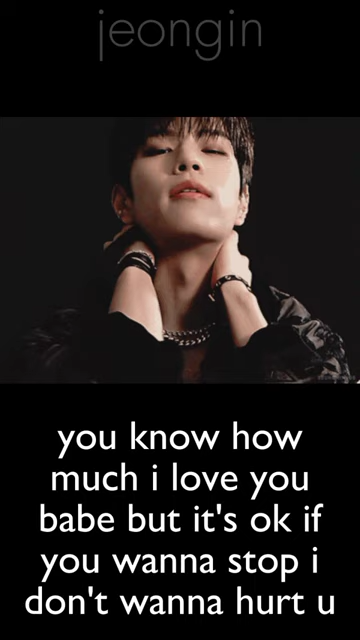 jeongin
you know how
much i love you
babe but it's ok if
you wanna stop i
don't wanna hurt u